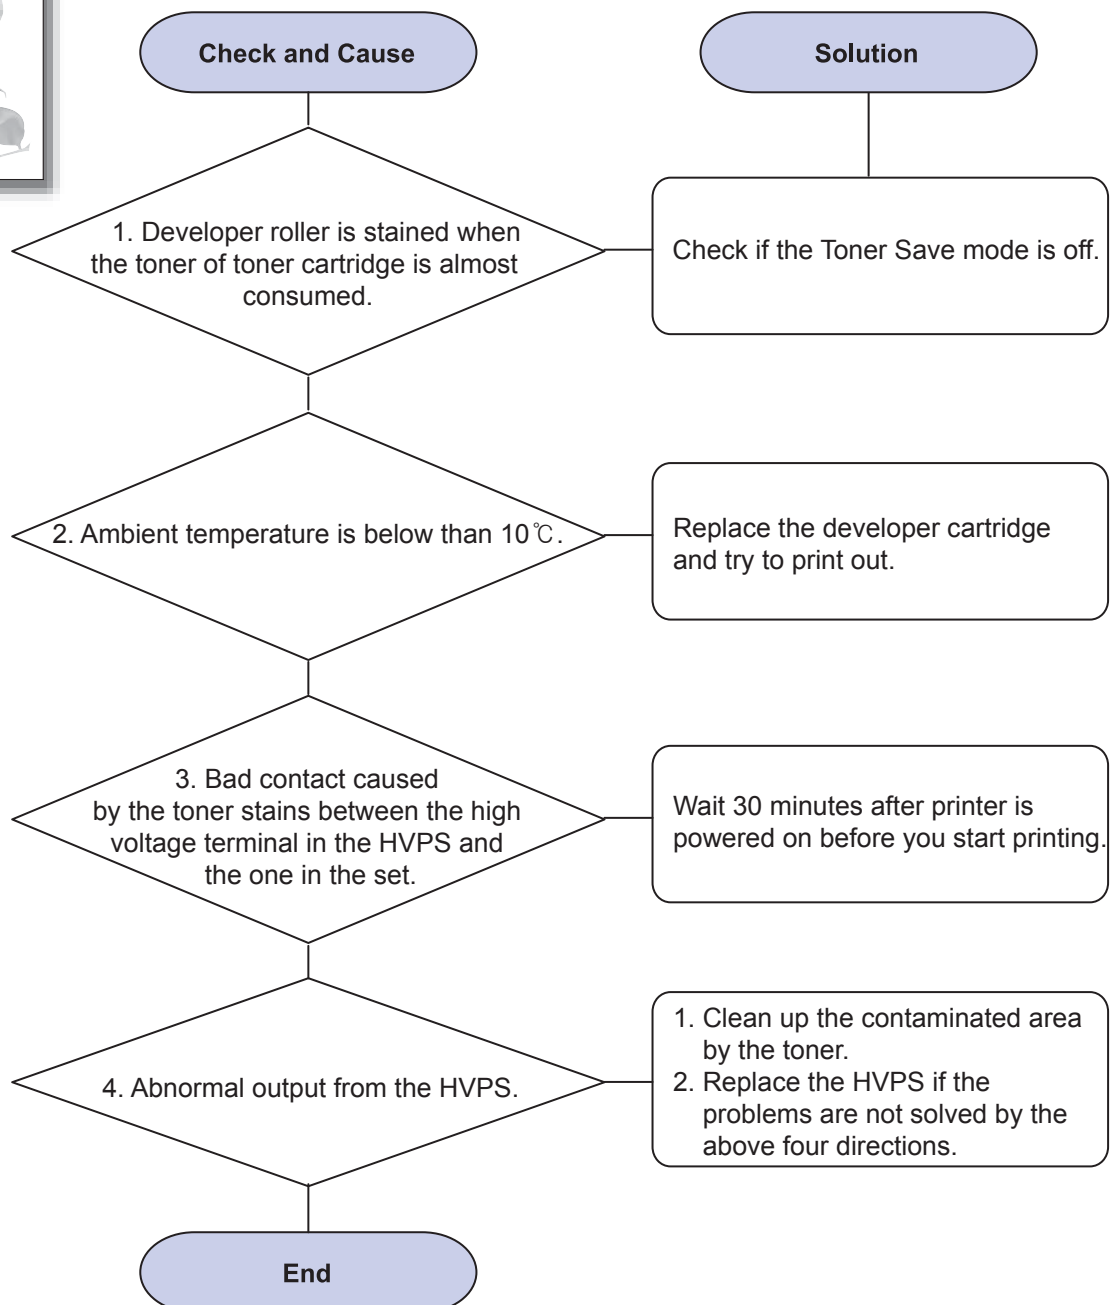 Check and Cause
Solution
1. Developer roller is stained when
the toner of toner cartridge is almost
consumed.
Check if the Toner Save mode is off.
2. Ambient temperature is below than 10℃.
Replace the developer cartridge
and try to print out.
3. Bad contact caused
by the toner stains between the high
voltage terminal in the HVPS and
the one in the set.
Wait 30 minutes after printer is
powered on before you start printing.
4. Abnormal output from the HVPS.
1. Clean up the contaminated area
by the toner.
2. Replace the HVPS if the
problems are not solved by the
above four directions.
End